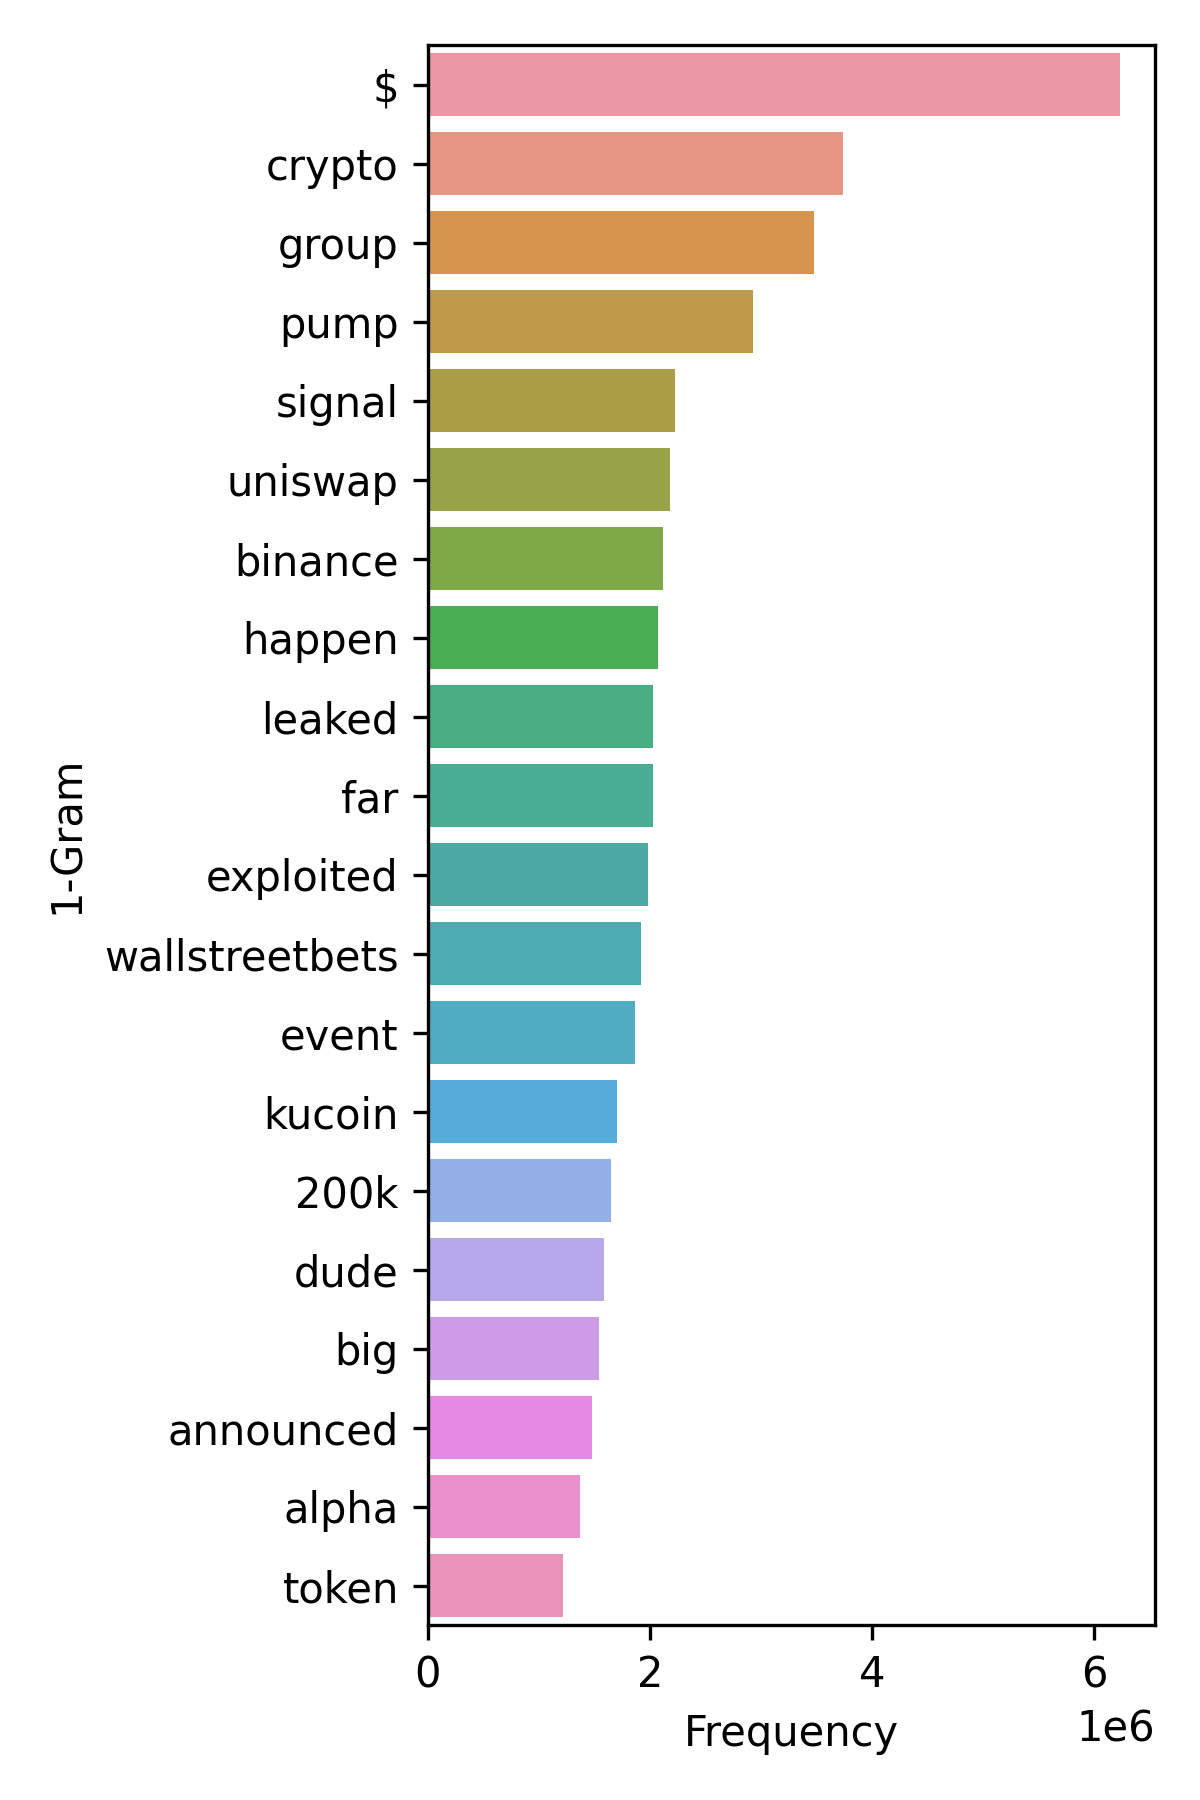 $
crypto
group
pump
signal
uniswap
binance
happen
leaked
far
exploited
wallstreetbets
event
kucoin
200k
dude
big
announced
alpha
token
1-Gram
0 2 4 6
Frequency
1e6